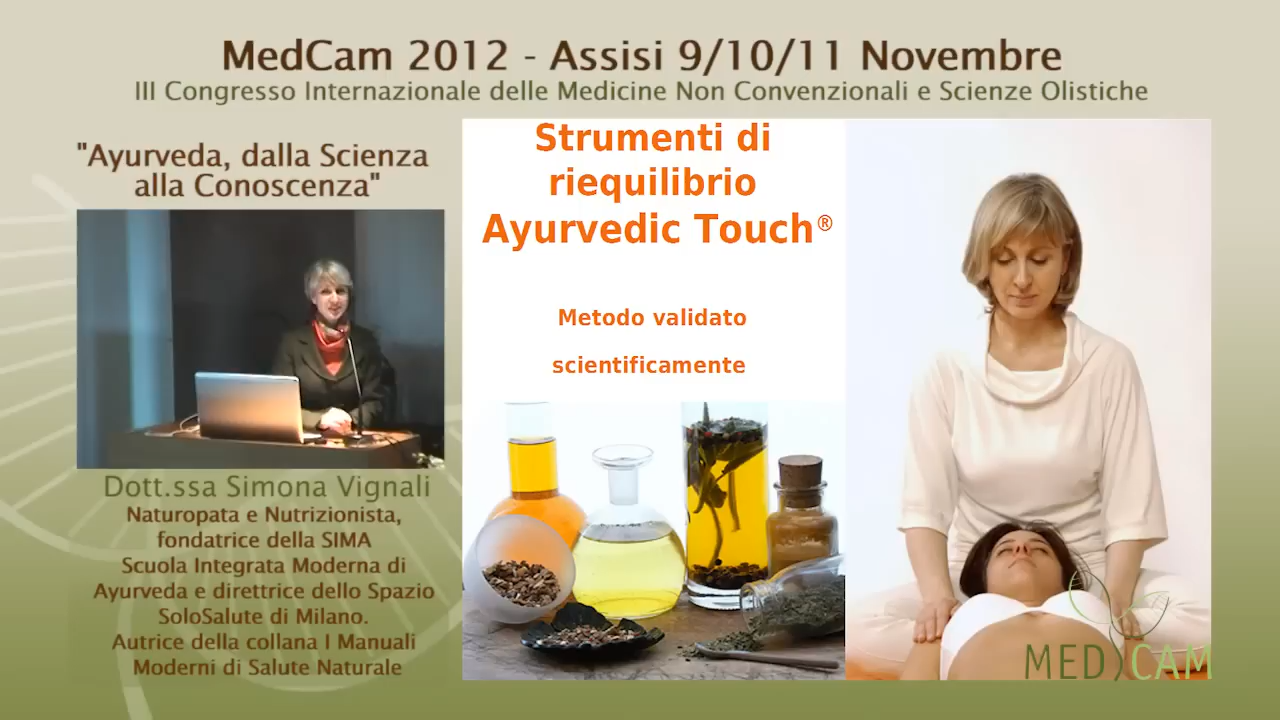 MedCam 2012 - Assisi 9/10/11 Novembre
III Congresso Internazionale delle Medicine Non Convenzionali e Scienze Olistiche
"Ayurveda, dalla Scienza
alla Conoscenza"
Dott.ssa Simona Vignali
Naturopata e Nutrizionista,
fondatrice della SIMA
Scuola Integrata Moderna di
Ayurveda e direttrice dello Spazio
SoloSalute di Milano.
Autrice della collana I Manuali
Moderni di Salute Naturale
Strumenti di
riequilibrio
Ayurvedic Touch®
Metodo validato
scientificamente
MED CAM